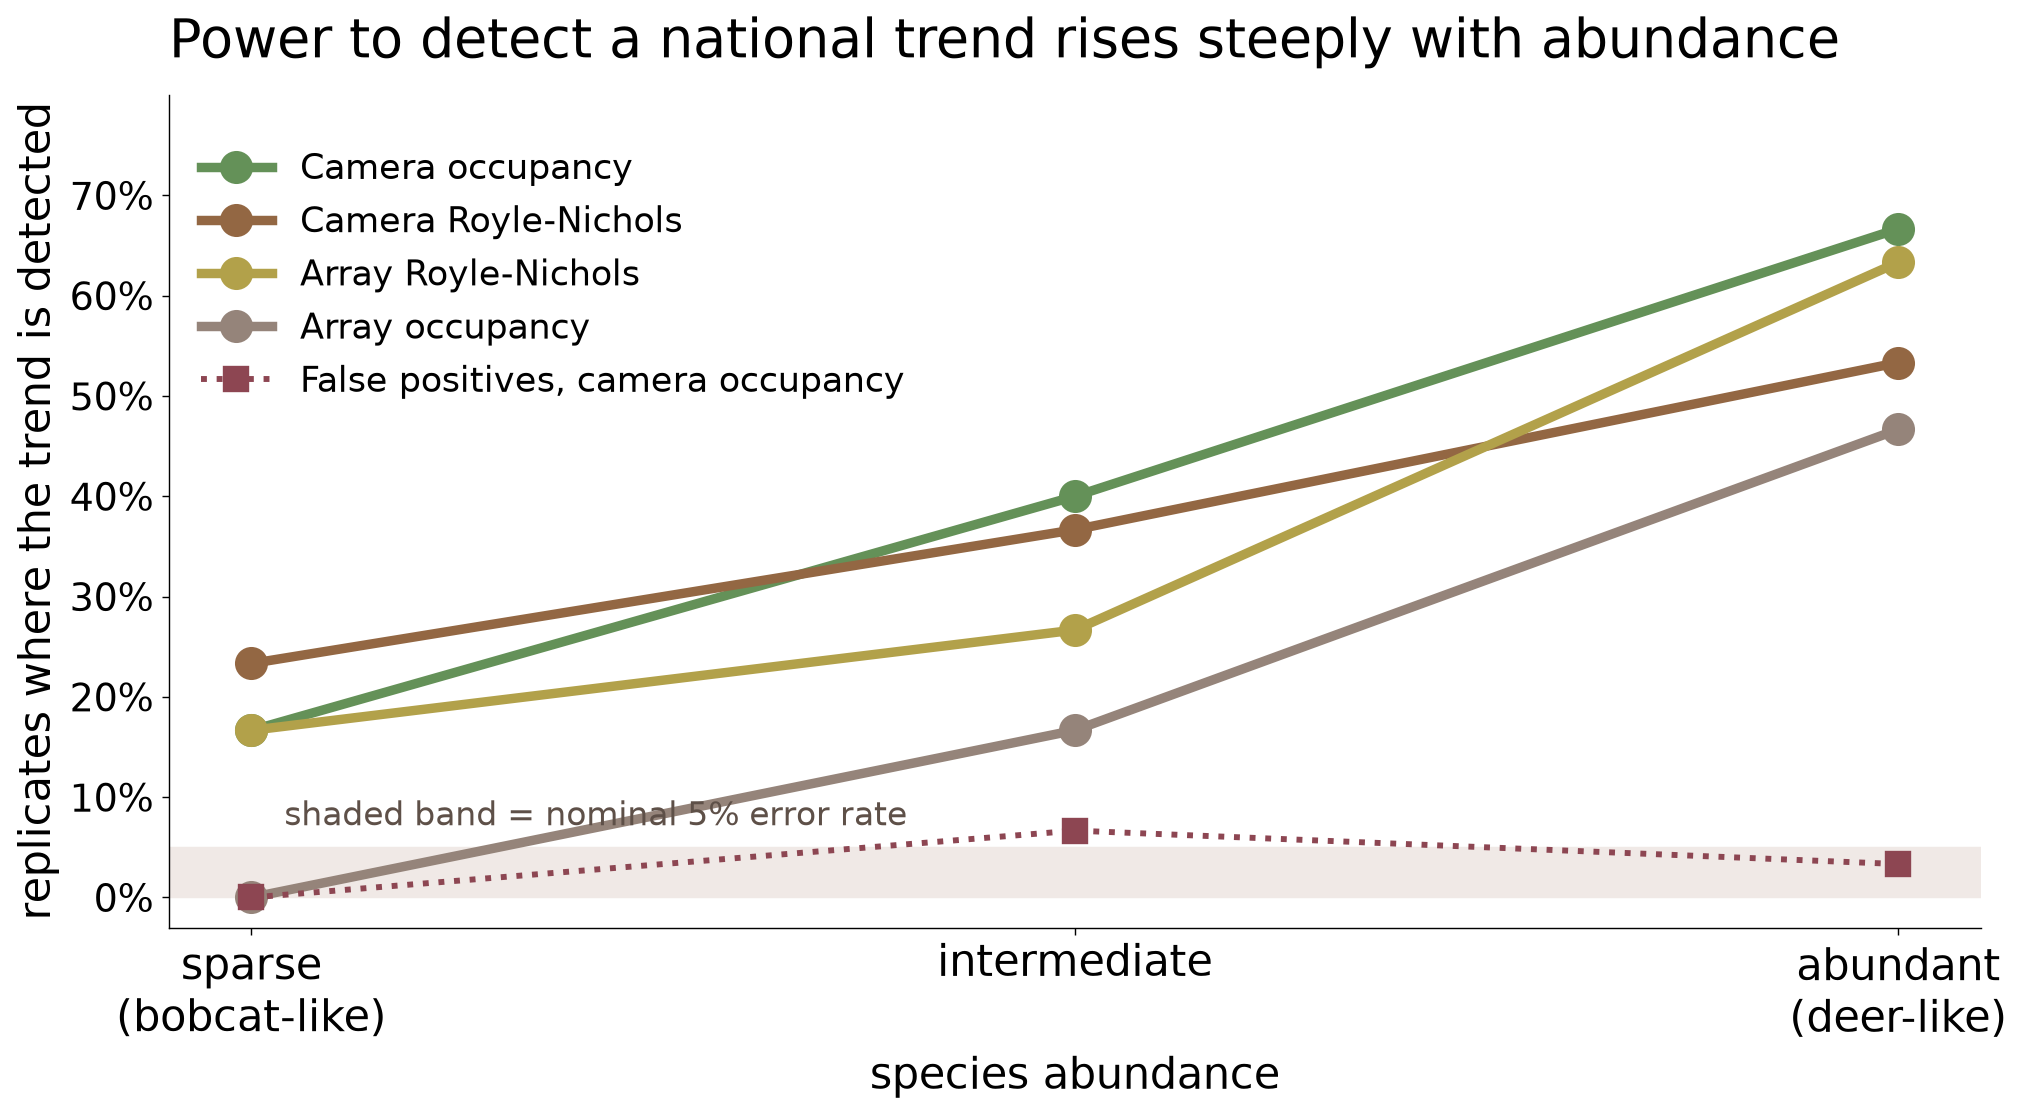 Power to detect a national trend rises steeply with abundance
replicates where the trend is detected
70%
60%
50%
40%
30%
20%
10%
0%
Camera occupancy
Camera Royle-Nichols
Array Royle-Nichols
Array occupancy
False positives, camera occupancy
shaded band = nominal 5% error rate
sparse
(bobcat-like)
intermediate
abundant
(deer-like)
species abundance